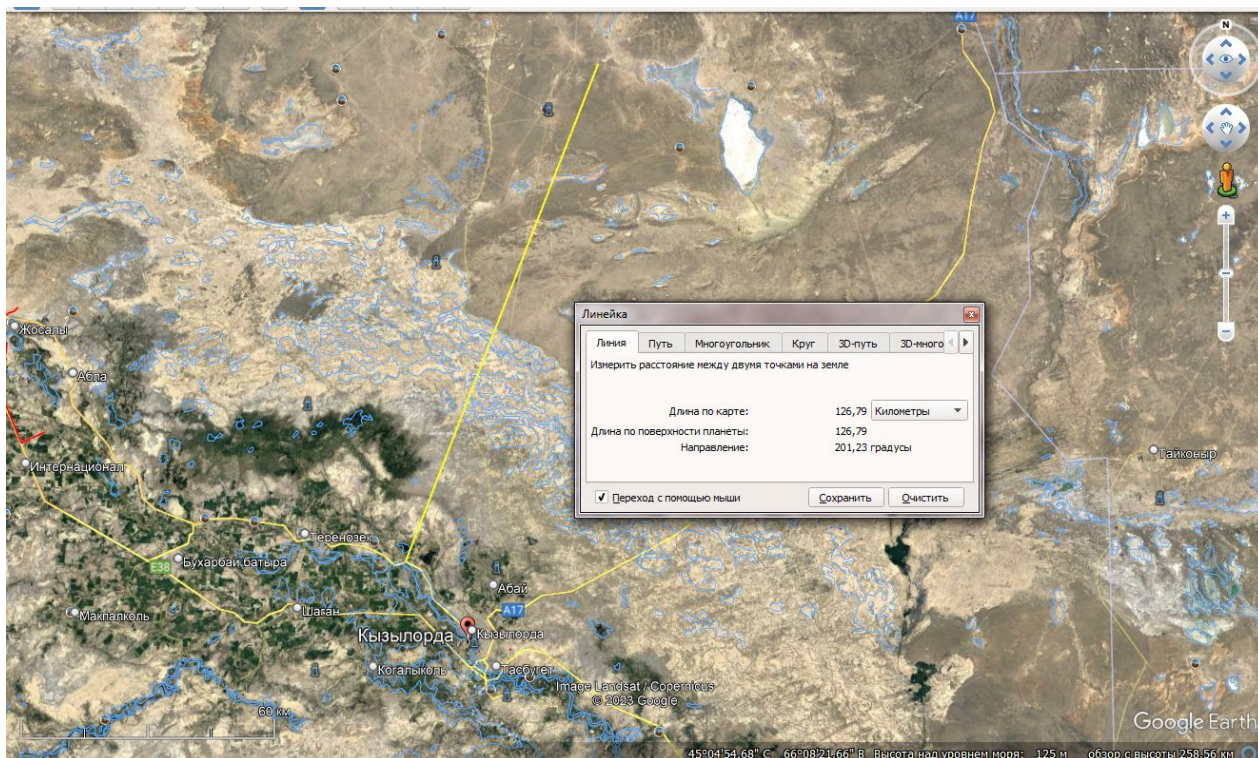 A17
N
Жосалы
Абла
Интернационал
Теренозек
Бухарбай батыра
E38
Макпалколь
Шаган
Абай
A17
Кызылорда
Кызылорда
Когалыколь
Тасбугет
Тайконыр
Линейка
Линия
Путь
Многоугольник
Круг
3D-путь
3D-много
Измерить расстояние между двумя точками на земле
Длина по карте: 126,79 Километры
Длина по поверхности планеты: 126,79
Направление: 201,23 градусы
Переход с помощью мыши
Сохранить
Очистить
Image Landsat / Copernicus
© 2023 Google
60 км
Google Earth
45°04'54.68" С 66°08'21.66" В Высота над уровнем моря: 125 м обзор с высоты 258.56 км